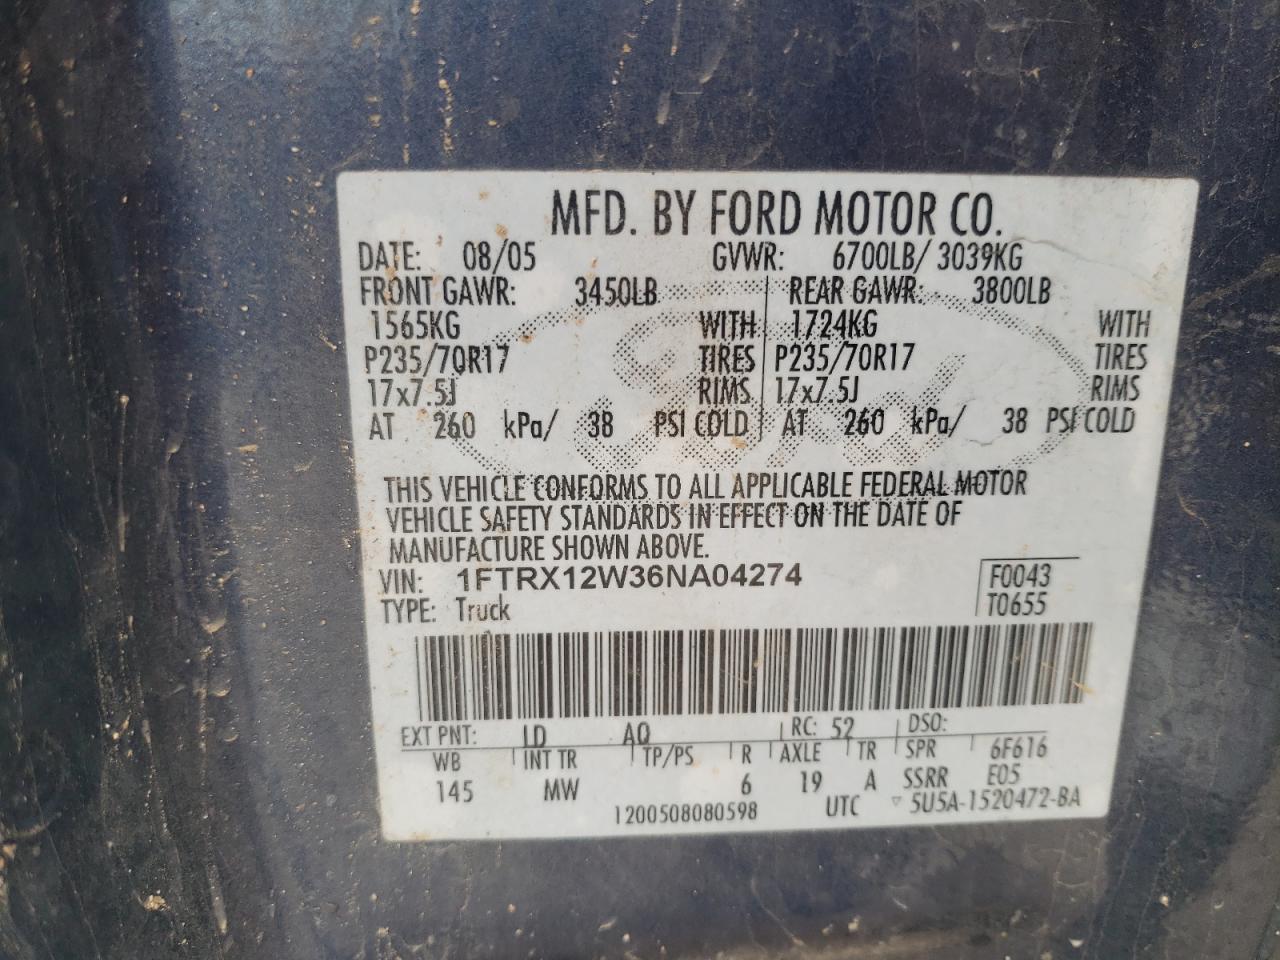 MFD. BY FORD MOTOR CO.
DATE: 08/05 GVWR: 6700LB/ 3039KG
FRONT GAWR: 3450LB REAR GAWR: 3800LB
1565KG WITH 1724KG WITH
P235/70R17 TIRES P235/70R17 TIRES
17x7.5J RIMS 17x7.5J RIMS
AT 260 kPa/ 38 PSI COLD AT 260 kPa/ 38 PSI COLD
THIS VEHICLE CONFORMS TO ALL APPLICABLE FEDERAL MOTOR
VEHICLE SAFETY STANDARDS IN EFFECT ON THE DATE OF
MANUFACTURE SHOWN ABOVE.
VIN: 1FTRX12W36NA04274 F0043
TYPE: Truck T0655
EXT PNT: LD AQ RC: 52 DSO:
WB INT TR TP/PS R AXLE TR SPR 6F616
145 MW 6 19 A SSRR E05
1200508080598 UTC ▽ 5U5A-1520472-BA